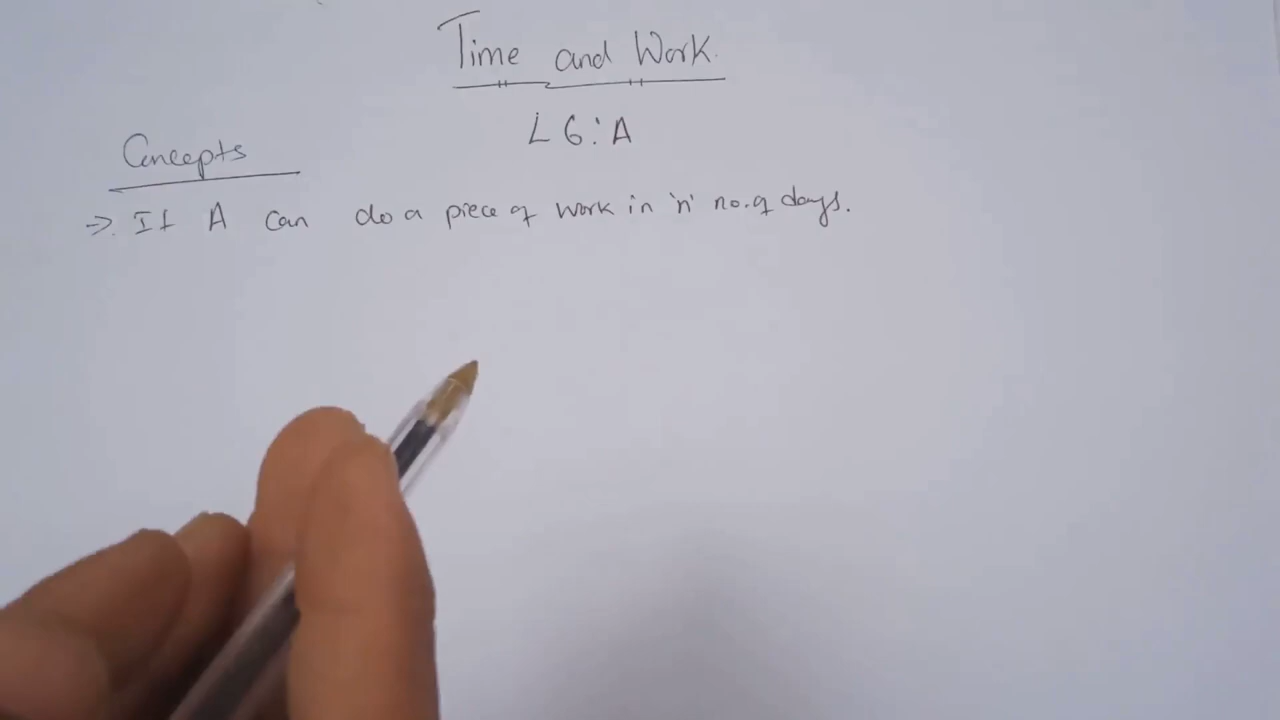 Time and Work.
L6:A
Concepts
→ If A can do a piece of work in 'n' no. of days.